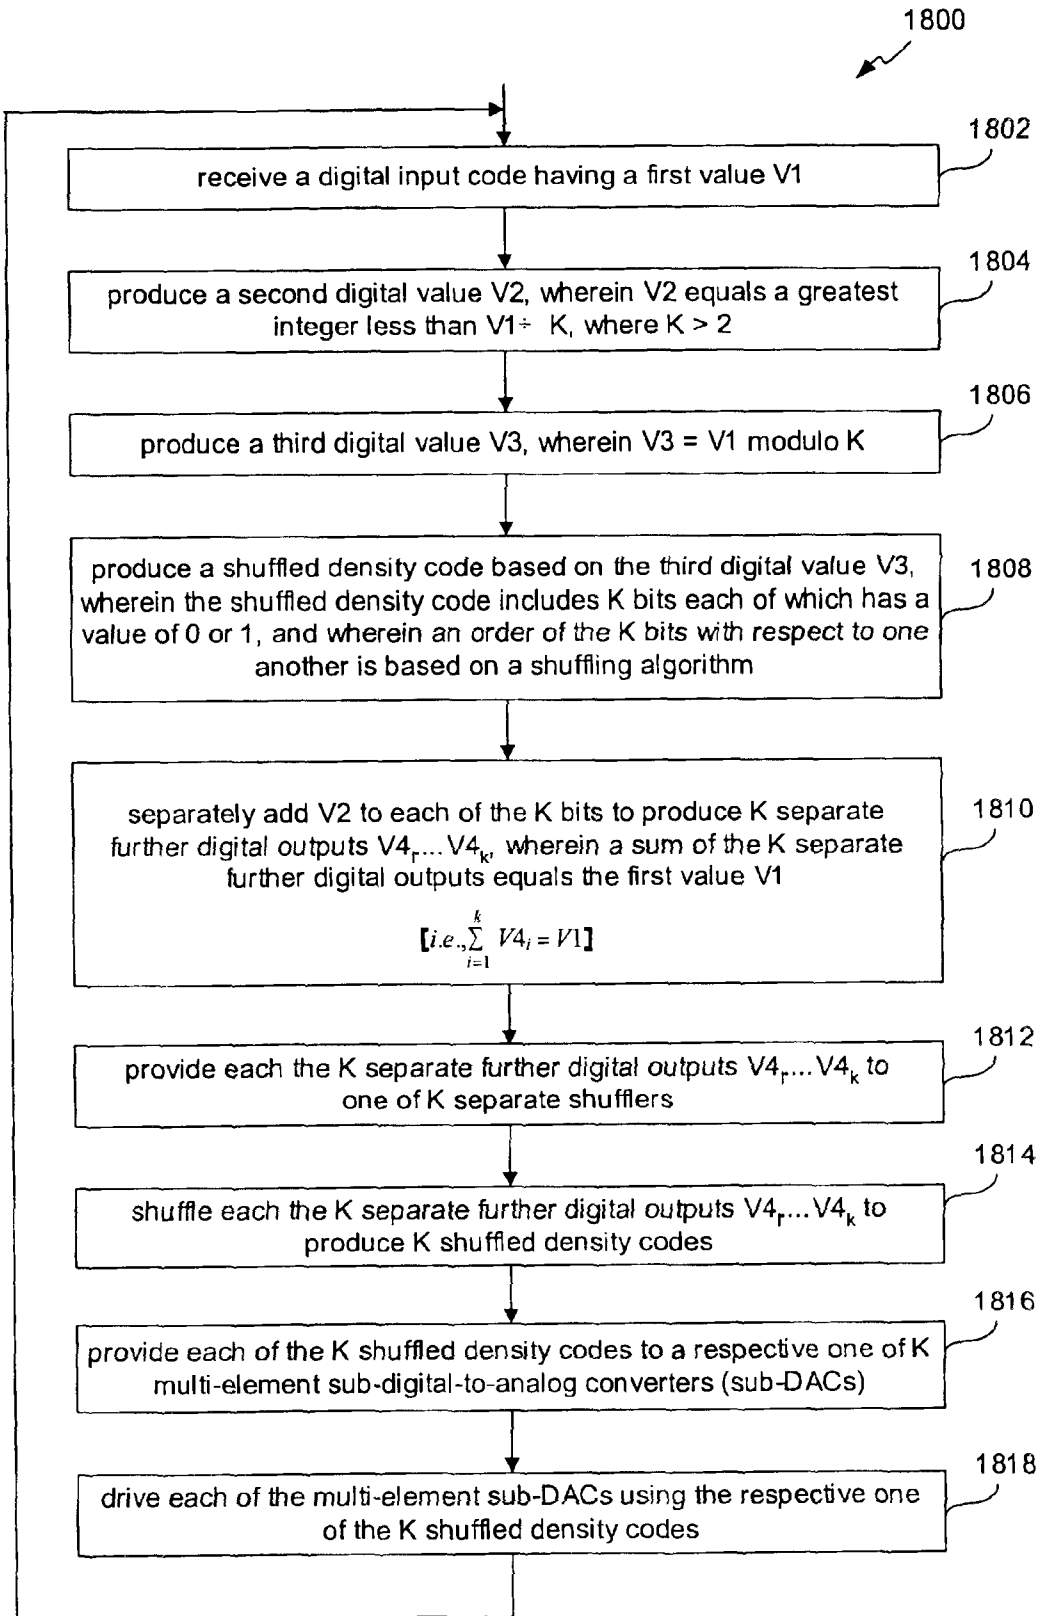 1800
1802
receive a digital input code having a first value V1
1804
produce a second digital value V2, wherein V2 equals a greatest
integer less than V1÷ K, where K > 2
1806
produce a third digital value V3, wherein V3 = V1 modulo K
1808
produce a shuffled density code based on the third digital value V3,
wherein the shuffled density code includes K bits each of which has a
value of 0 or 1, and wherein an order of the K bits with respect to one
another is based on a shuffling algorithm
1810
separately add V2 to each of the K bits to produce K separate
further digital outputs V4r...V4k, wherein a sum of the K separate
further digital outputs equals the first value V1
[i.e., k∑i=1 V4i = V1]
1812
provide each the K separate further digital outputs V4r...V4k to
one of K separate shufflers
1814
shuffle each the K separate further digital outputs V4r...V4k to
produce K shuffled density codes
1816
provide each of the K shuffled density codes to a respective one of K
multi-element sub-digital-to-analog converters (sub-DACs)
1818
drive each of the multi-element sub-DACs using the respective one
of the K shuffled density codes